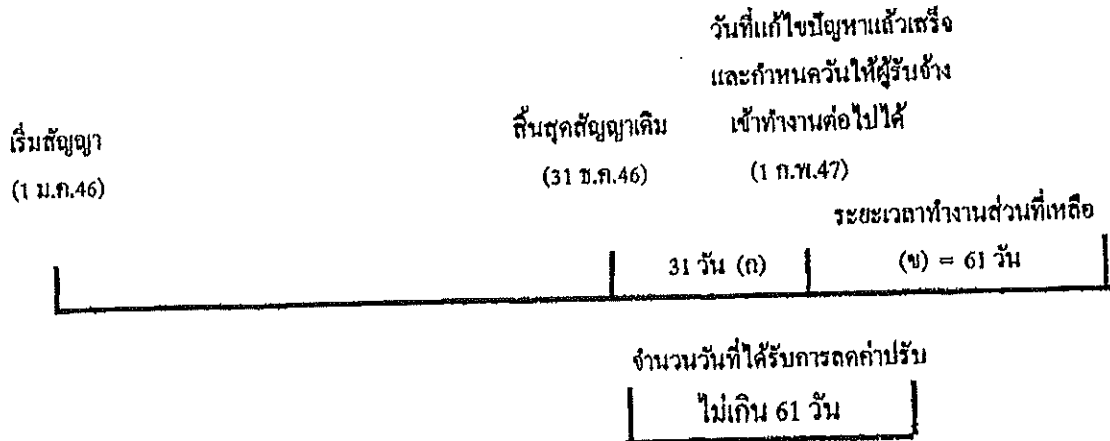 วันที่แก้ไขปัญหาแล้วเสร็จ
และกำหนดวันให้ผู้รับจ้าง
เริ่มสัญญา
สิ้นสุดสัญญาเดิม
เข้าทำงานต่อไปได้
(1 ม.ค.46)
(31 ธ.ค.46)
(1 ก.พ.47)
ระยะเวลาทำงานส่วนที่เหลือ
31 วัน (ก)
(ข) = 61 วัน
จำนวนวันที่ได้รับการลดค่าปรับ
ไม่เกิน 61 วัน